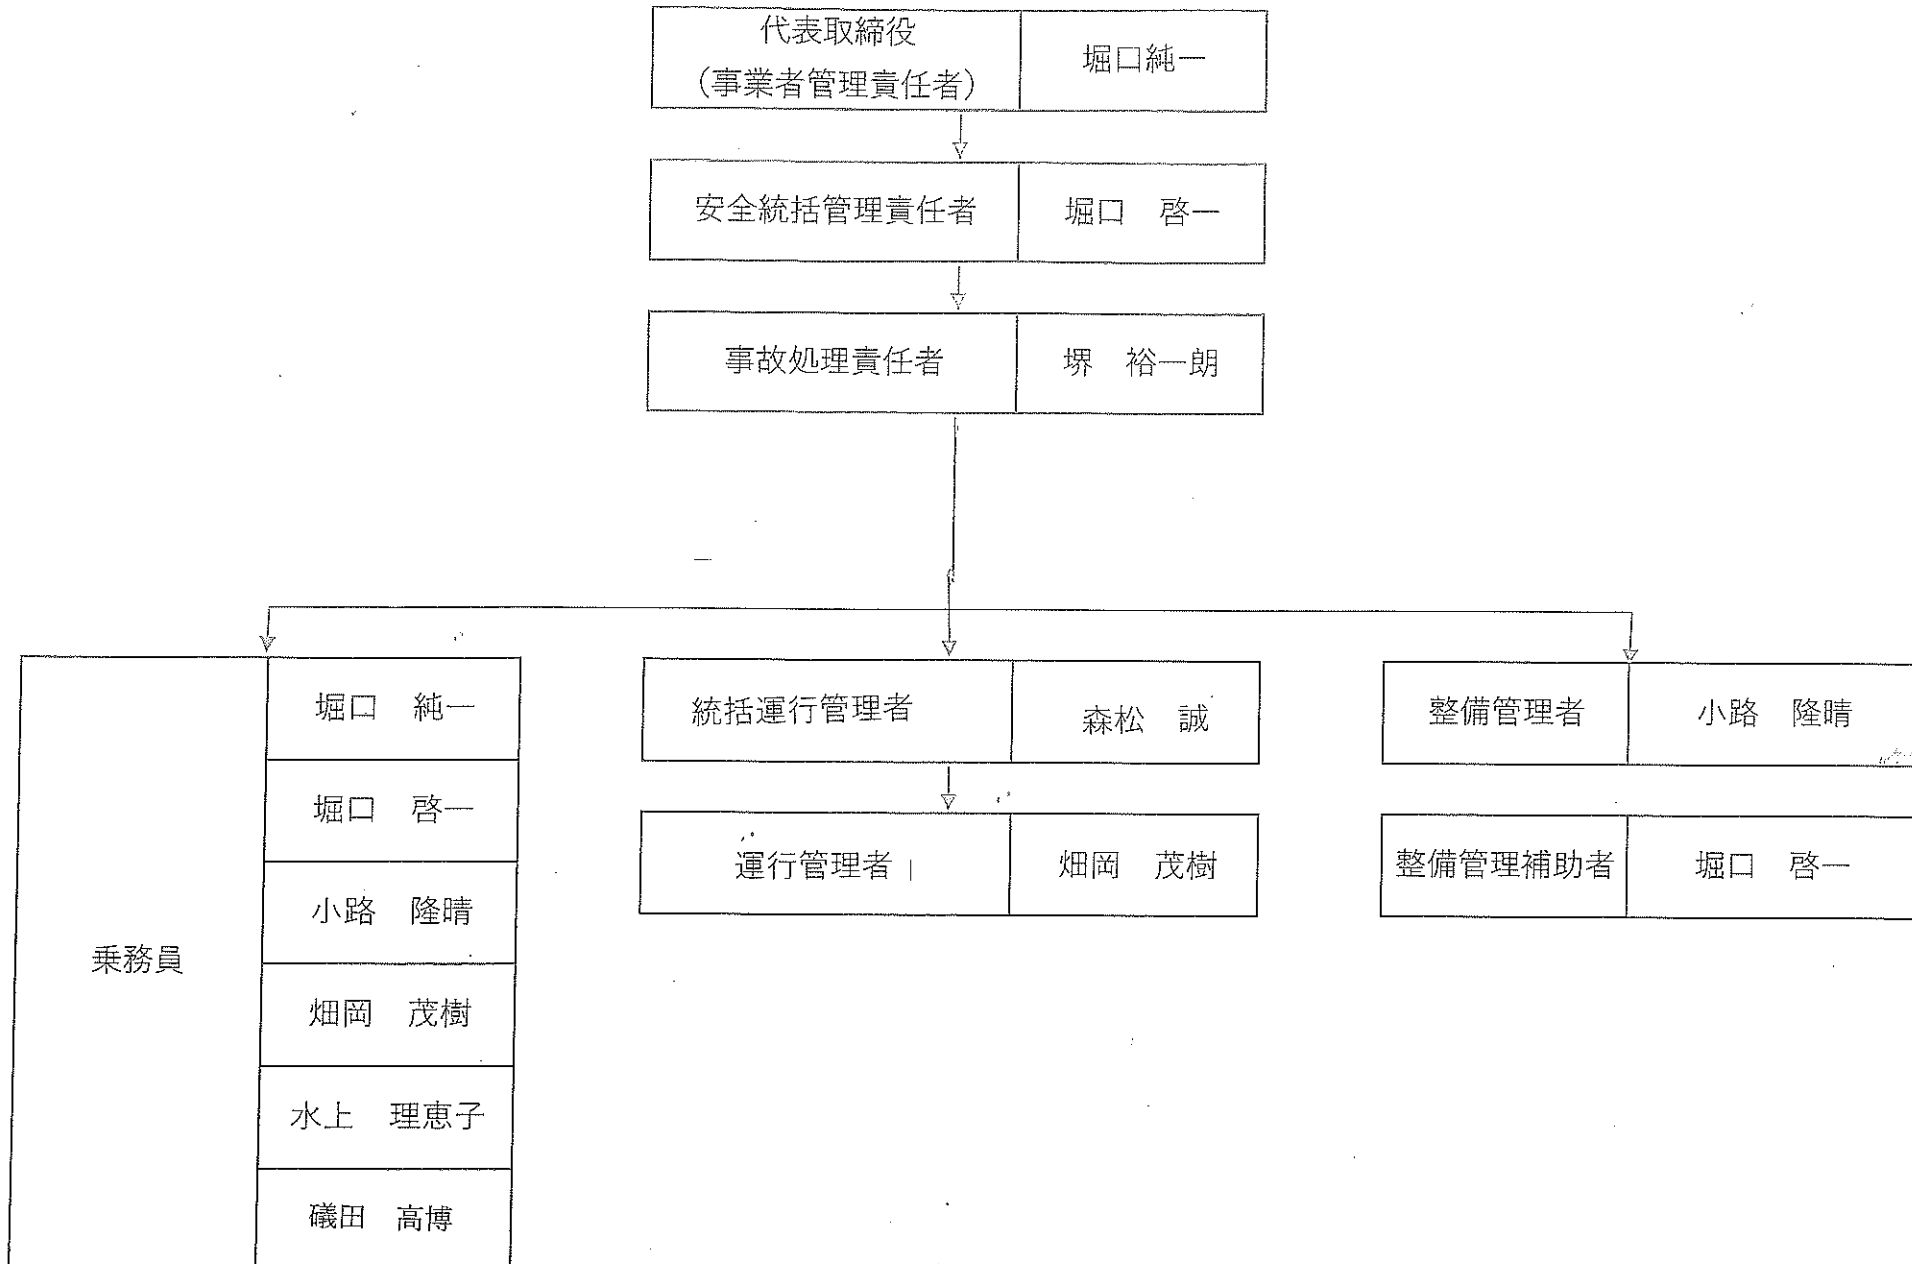 代表取締役
(事業者管理責任者)
堀口純一
安全統括管理責任者
堀口　啓一
事故処理責任者
堺　裕一朗
乗務員
堀口　純一
堀口　啓一
小路　隆晴
畑岡　茂樹
水上　理恵子
礒田　高博
統括運行管理者
森松　誠
運行管理者
畑岡　茂樹
整備管理者
小路　隆晴
整備管理補助者
堀口　啓一